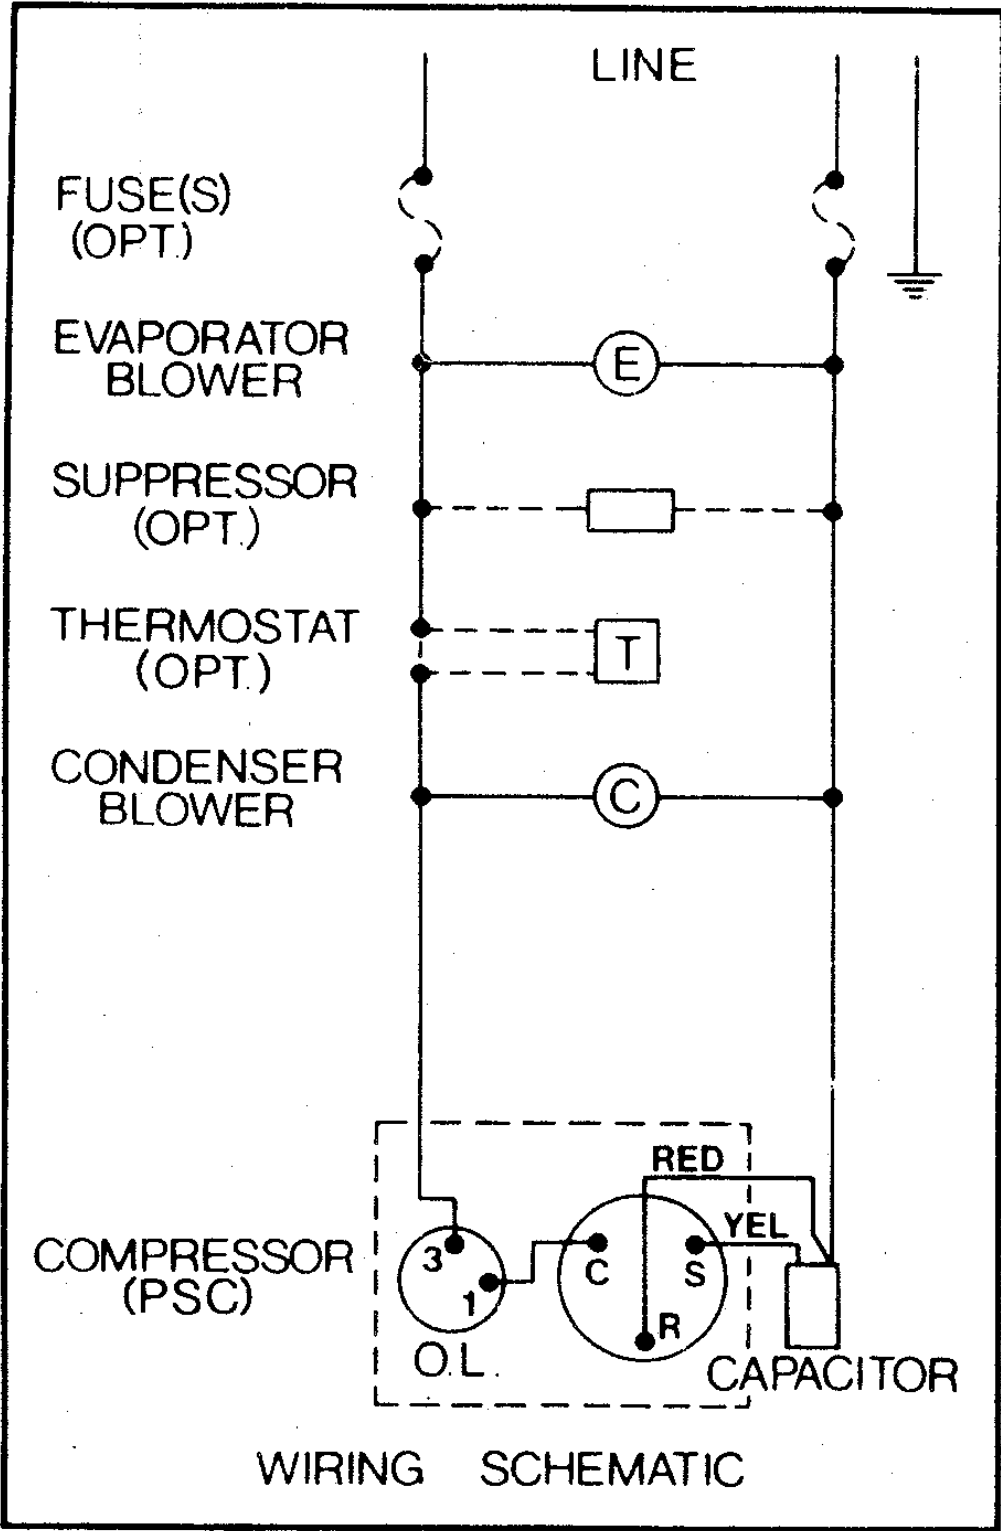 LINE
FUSE(S)
(OPT.)
EVAPORATOR
BLOWER
E
SUPPRESSOR
(OPT.)
THERMOSTAT
(OPT.)
T
CONDENSER
BLOWER
C
RED
YEL
COMPRESSOR
(PSC)
3
1
C
S
R
O.L.
CAPACITOR
WIRING SCHEMATIC